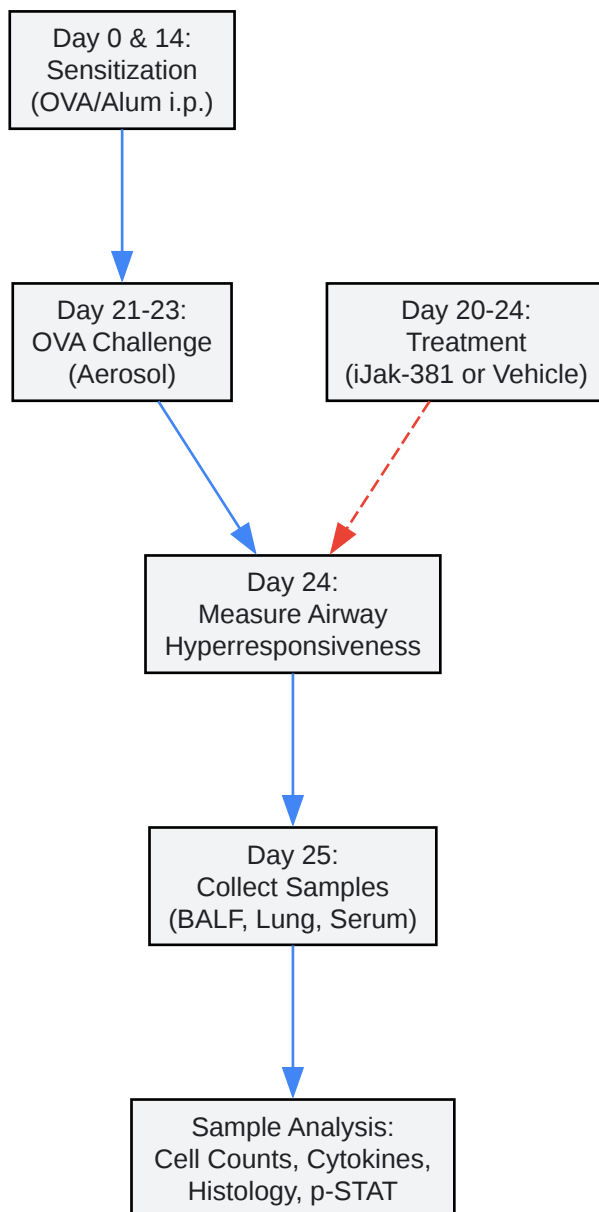 Day 0 & 14:
Sensitization
(OVA/Alum i.p.)
Day 21-23:
OVA Challenge
(Aerosol)
Day 20-24:
Treatment
(iJak-381 or Vehicle)
Day 24:
Measure Airway
Hyperresponsiveness
Day 25:
Collect Samples
(BALF, Lung, Serum)
Sample Analysis:
Cell Counts, Cytokines,
Histology, p-STAT